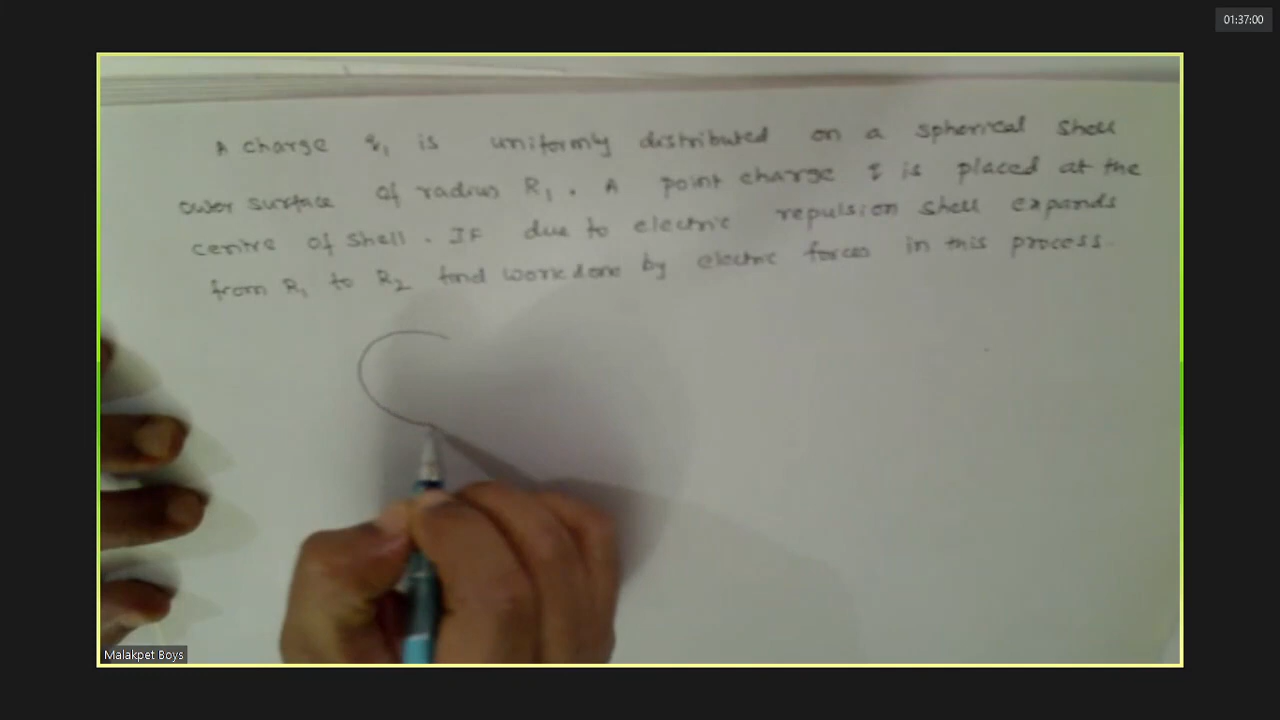 01:37:00
A charge q₁ is uniformly distributed on a spherical shell
outer surface of radius R₁. A point charge q is placed at the
centre of shell. IF due to electric repulsion shell expands
from R₁ to R₂ find work done by electric forces in this process.
Malakpet Boys